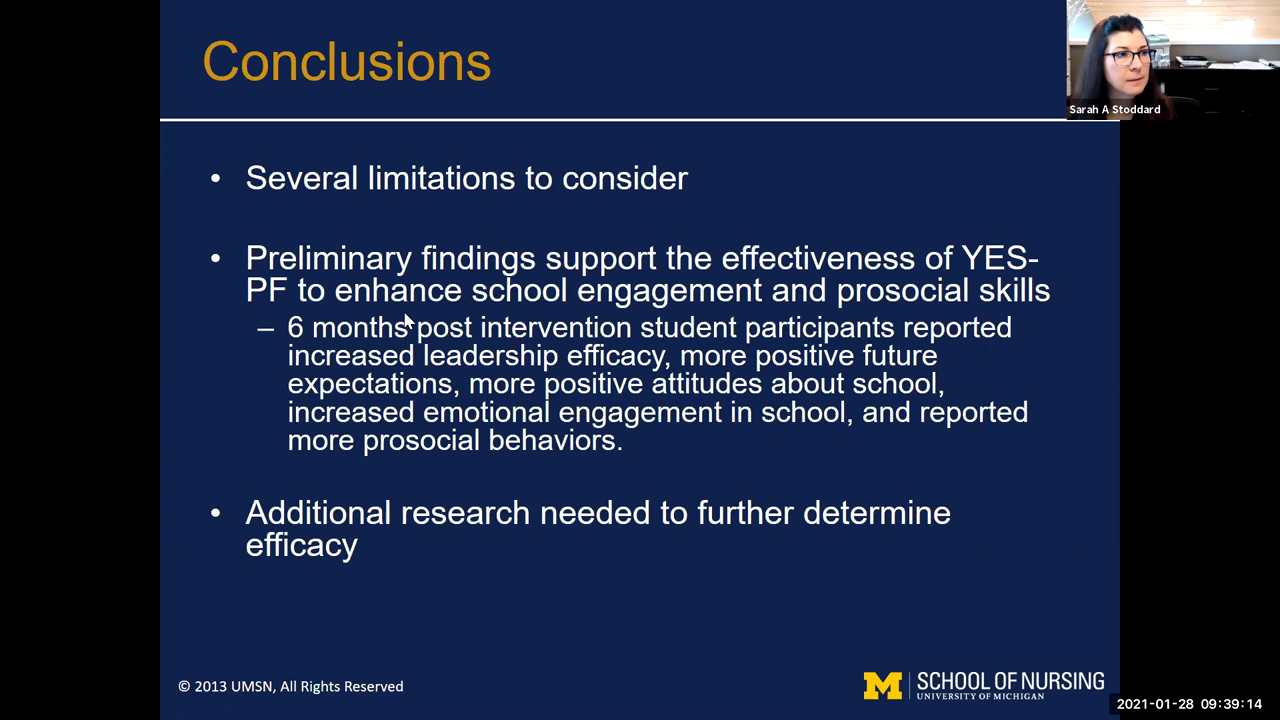 Conclusions
Sarah A Stoddard
• Several limitations to consider
• Preliminary findings support the effectiveness of YES-
PF to enhance school engagement and prosocial skills
– 6 months post intervention student participants reported
increased leadership efficacy, more positive future
expectations, more positive attitudes about school,
increased emotional engagement in school, and reported
more prosocial behaviors.
• Additional research needed to further determine
efficacy
© 2013 UMSN, All Rights Reserved
M SCHOOL OF NURSING
UNIVERSITY OF MICHIGAN
2021-01-28 09:39:14